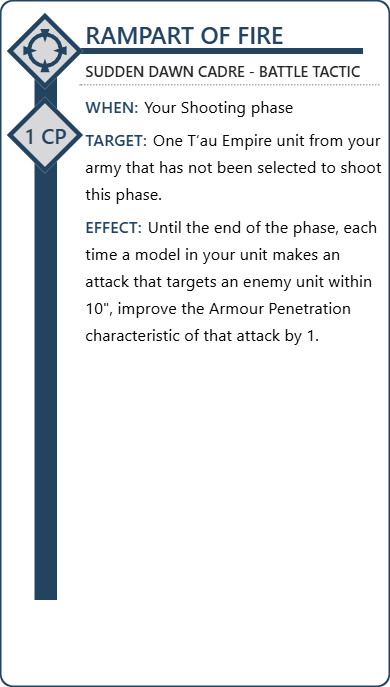 RAMPART OF FIRE
SUDDEN DAWN CADRE - BATTLE TACTIC
1 CP
WHEN: Your Shooting phase
TARGET: One T’au Empire unit from your
army that has not been selected to shoot
this phase.
EFFECT: Until the end of the phase, each
time a model in your unit makes an
attack that targets an enemy unit within
10", improve the Armour Penetration
characteristic of that attack by 1.